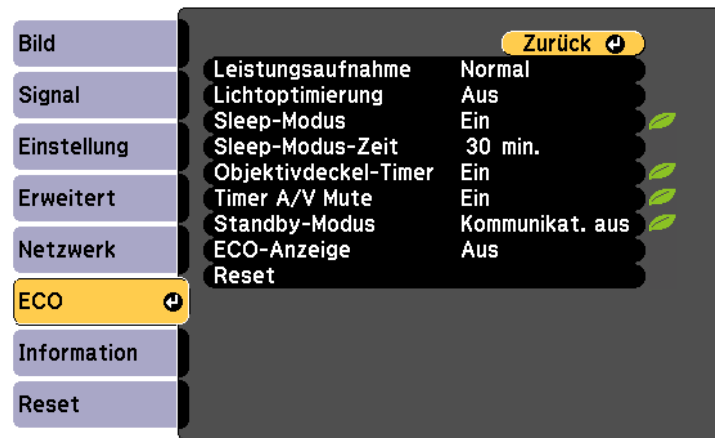 Bild
Signal
Einstellung
Erweitert
Netzwerk
ECO
Information
Reset
Zurück
Leistungsaufnahme Normal
Lichtoptimierung Aus
Sleep-Modus Ein
Sleep-Modus-Zeit 30 min.
Objektivdeckel-Timer Ein
Timer A/V Mute Ein
Standby-Modus Kommunikat. aus
ECO-Anzeige Aus
Reset